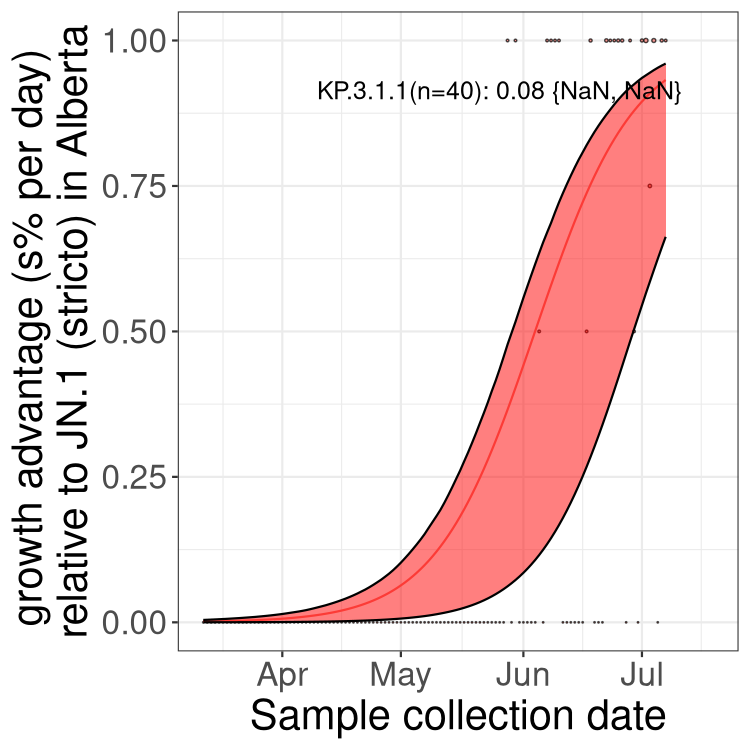 growth advantage (s% per day)
relative to JN.1 (stricto) in Alberta
1.00
0.75
0.50
0.25
0.00
KP.3.1.1(n=40): 0.08 {NaN, NaN}
Apr May Jun Jul
Sample collection date